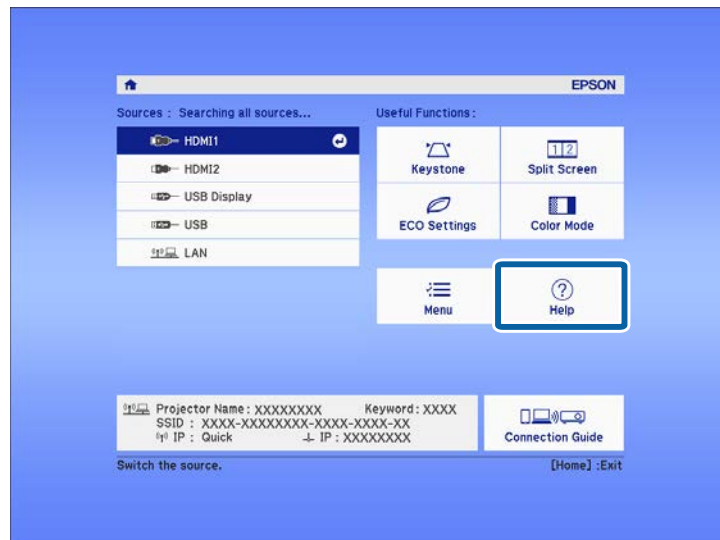 EPSON
Sources : Searching all sources...
Useful Functions :
HDMI1
HDMI2
USB Display
USB
LAN
Keystone
1 2
Split Screen
ECO Settings
Color Mode
Menu
?
Help
Projector Name : XXXXXXXX Keyword : XXXX
SSID : XXXX-XXXXXXXX-XXXX-XXXX-XX
IP : Quick IP : XXXXXXXX
Connection Guide
Switch the source.
[Home] :Exit